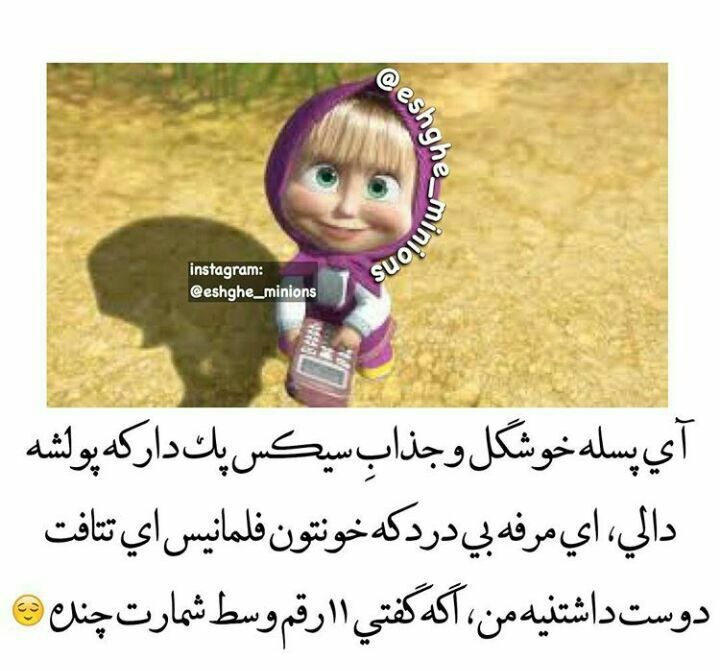 @eshghe_minions
instagram:
@eshghe_minions
آي پسله خوشگل و جذابِ سيكس پك دار كه پولشه
دالي، اي مرفه بي درد كه خونتون فلمانيس اي تتافت
دوست داشتنيه من، اگه گفتي ١١ رقم وسط شمارت چنده 😌